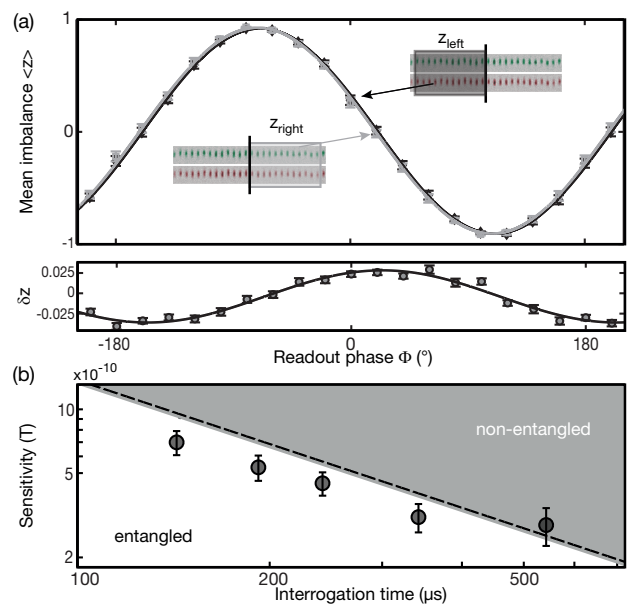 (a)
Mean imbalance <z>
1
0
-1
z_left
z_right
δz
0.025
0
-0.025
-180
0
180
Readout phase Φ (°)
(b)
x10⁻¹⁰
Sensitivity (T)
10
5
2
non-entangled
entangled
100
200
500
Interrogation time (μs)